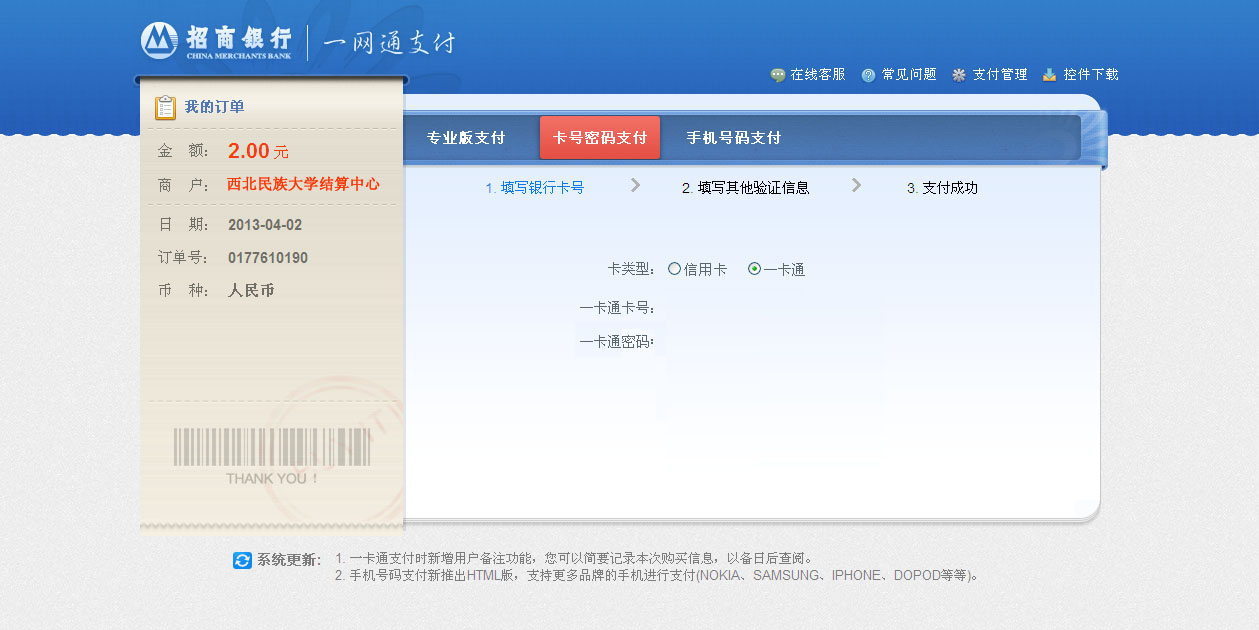 招商银行
CHINA MERCHANTS BANK
一网通支付
在线客服 常见问题 支付管理 控件下载
我的订单
金 额: 2.00 元
商 户: 西北民族大学结算中心
日 期: 2013-04-02
订单号: 0177610190
币 种: 人民币
THANK YOU !
专业版支付 卡号密码支付 手机号码支付
1. 填写银行卡号 2. 填写其他验证信息 3. 支付成功
卡类型: 信用卡 一卡通
一卡通卡号:
一卡通密码:
系统更新: 1. 一卡通支付时新增用户备注功能，您可以简要记录本次购买信息，以备日后查阅。
2. 手机号码支付新推出HTML版，支持更多品牌的手机进行支付(NOKIA、SAMSUNG、IPHONE、DOPOD等等)。